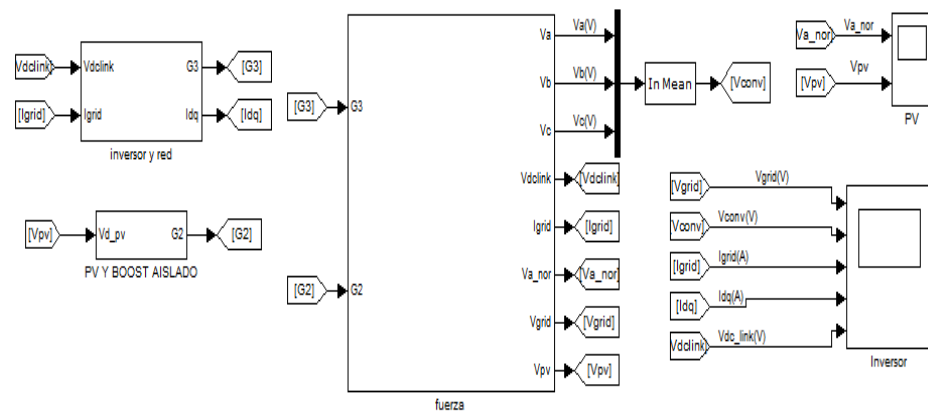 Vdclink
Vdclink
G3
[G3]
[Igrid]
Igrid
Idq
[Idq]
inversor y red
[Vpv]
Vd_pv
G2
[G2]
PV Y BOOST AISLADO
[G3]
G3
[G2]
G2
Va
Vb
Vc
Vdclink
Igrid
Va_nor
Vgrid
Vpv
fuerza
Va(V)
Vb(V)
Vc(V)
In Mean
[Vconv]
[Vdclink]
[Igrid]
[Va_nor]
[Vgrid]
[Vpv]
Va_nor
Va_nor
[Vpv]
Vpv
PV
[Vgrid]
Vgrid(V)
Vconv]
Vconv(V)
[Igrid]
Igrid(A)
[Idq]
Idq(A)
Vdclink
Vdc_link(V)
Inversor